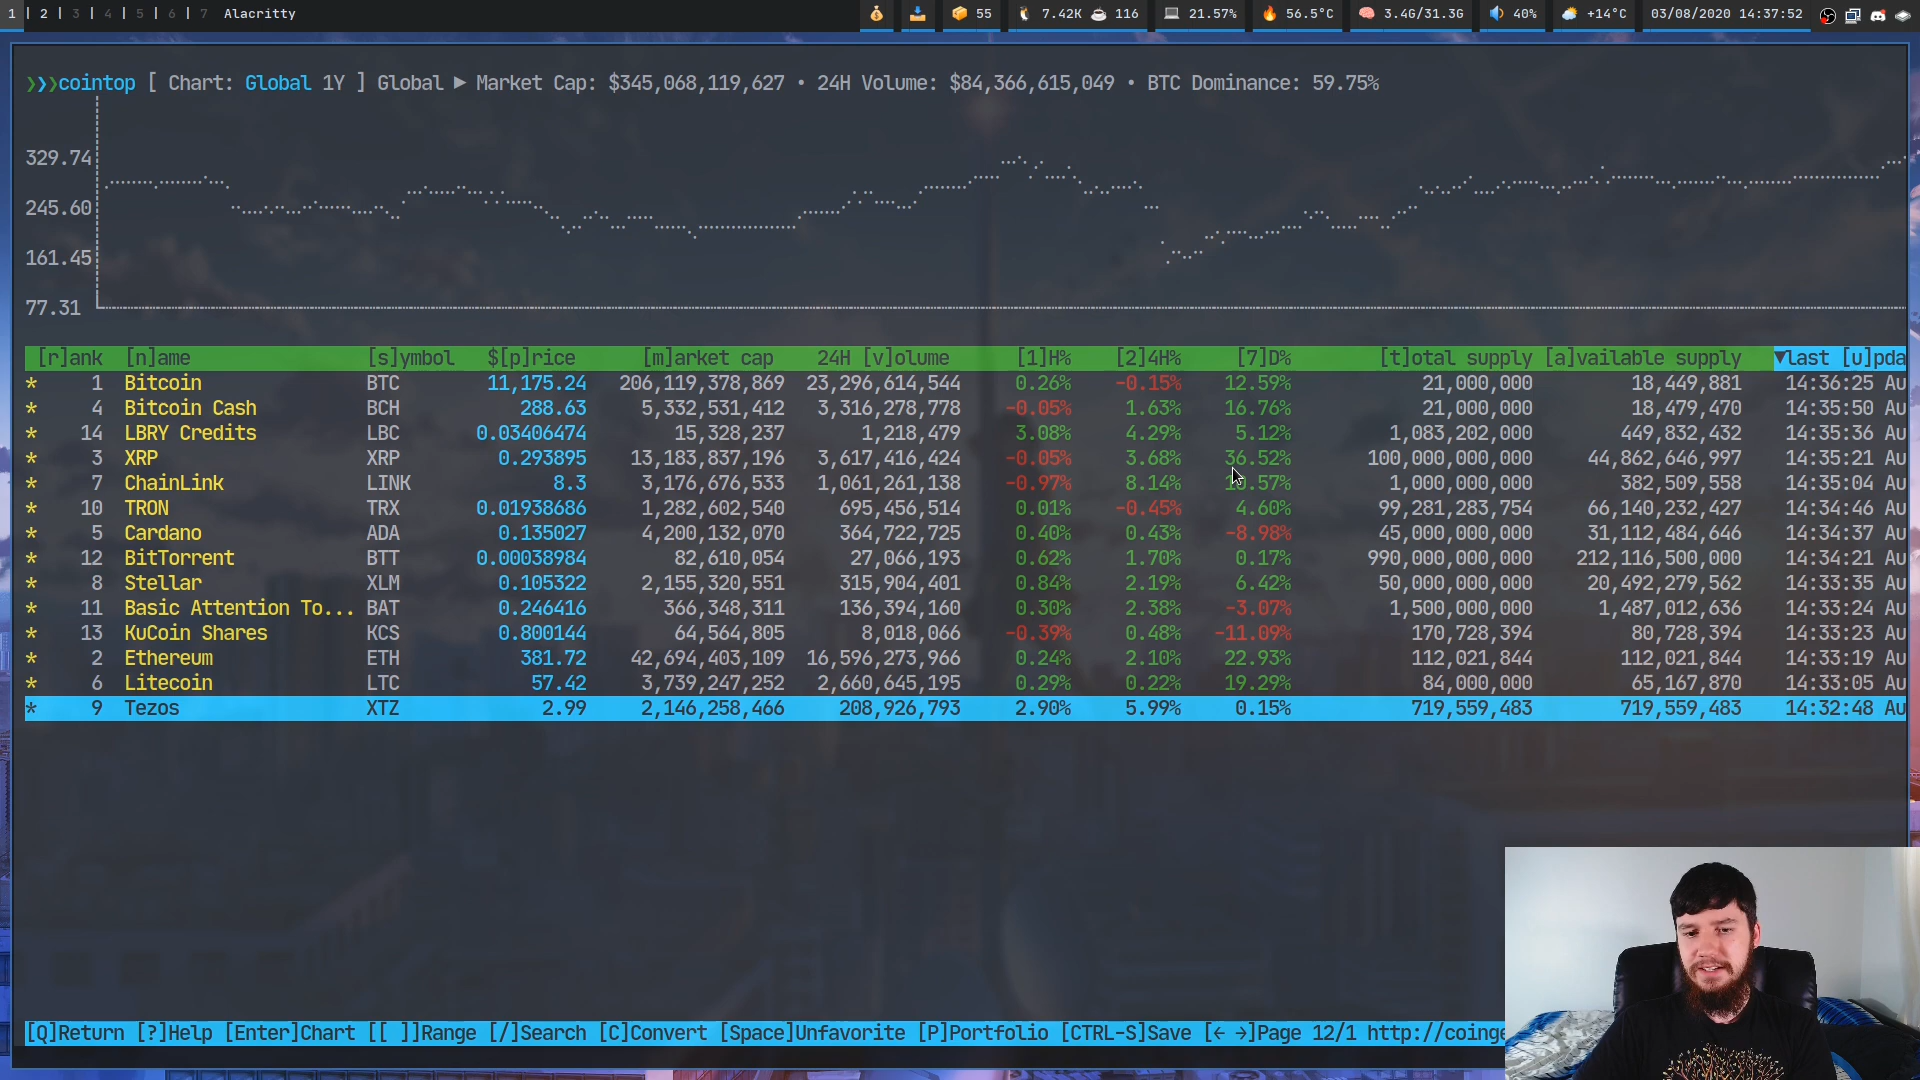 1 | 2 | 3 | 4 | 5 | 6 | 7 Alacritty 55 7.42K 116 21.57% 56.5°C 3.4G/31.3G 40% +14°C 03/08/2020 14:37:52
❯❯❯cointop [ Chart: Global 1Y ] Global ▶ Market Cap: $345,068,119,627 • 24H Volume: $84,366,615,049 • BTC Dominance: 59.75%
329.74
245.60
161.45
77.31
[r]ank [n]ame [s]ymbol $[p]rice [m]arket cap 24H [v]olume [1]H% [2]4H% [7]D% [t]otal supply [a]vailable supply ▼last [u]pda
* 1 Bitcoin BTC 11,175.24 206,119,378,869 23,296,614,544 0.26% -0.15% 12.59% 21,000,000 18,449,881 14:36:25 Au
* 4 Bitcoin Cash BCH 288.63 5,332,531,412 3,316,278,778 -0.05% 1.63% 16.76% 21,000,000 18,479,470 14:35:50 Au
* 14 LBRY Credits LBC 0.03406474 15,328,237 1,218,479 3.08% 4.29% 5.12% 1,083,202,000 449,832,432 14:35:36 Au
* 3 XRP XRP 0.293895 13,183,837,196 3,617,416,424 -0.05% 3.68% 36.52% 100,000,000,000 44,862,646,997 14:35:21 Au
* 7 ChainLink LINK 8.3 3,176,676,533 1,061,261,138 -0.97% 8.14% 1,000,000,000 382,509,558 14:35:04 Au
* 10 TRON TRX 0.01938686 1,282,602,540 695,456,514 0.01% -0.45% 4.60% 99,281,283,754 66,140,232,427 14:34:46 Au
* 5 Cardano ADA 0.135027 4,200,132,070 364,722,725 0.40% 0.43% -8.98% 45,000,000,000 31,112,484,646 14:34:37 Au
* 12 BitTorrent BTT 0.00038984 82,610,054 27,066,193 0.62% 1.70% 0.17% 990,000,000,000 212,116,500,000 14:34:21 Au
* 8 Stellar XLM 0.105322 2,155,320,551 315,904,401 0.84% 2.19% 6.42% 50,000,000,000 20,492,279,562 14:33:35 Au
* 11 Basic Attention To... BAT 0.246416 366,348,311 136,394,160 0.30% 2.38% -3.07% 1,500,000,000 1,487,012,636 14:33:24 Au
* 13 KuCoin Shares KCS 0.800144 64,564,805 8,018,066 -0.39% 0.48% -11.09% 170,728,394 80,728,394 14:33:23 Au
* 2 Ethereum ETH 381.72 42,694,403,109 16,596,273,966 0.24% 2.10% 22.93% 112,021,844 112,021,844 14:33:19 Au
* 6 Litecoin LTC 57.42 3,739,247,252 2,660,645,195 0.29% 0.22% 19.29% 84,000,000 65,167,870 14:33:05 Au
* 9 Tezos XTZ 2.99 2,146,258,466 208,926,793 2.90% 5.99% 0.15% 719,559,483 719,559,483 14:32:48 Au
[Q]Return [?]Help [Enter]Chart [[ ]]Range [/]Search [C]Convert [Space]Unfavorite [P]Portfolio [CTRL-S]Save [← →]Page 12/1 http://coinge